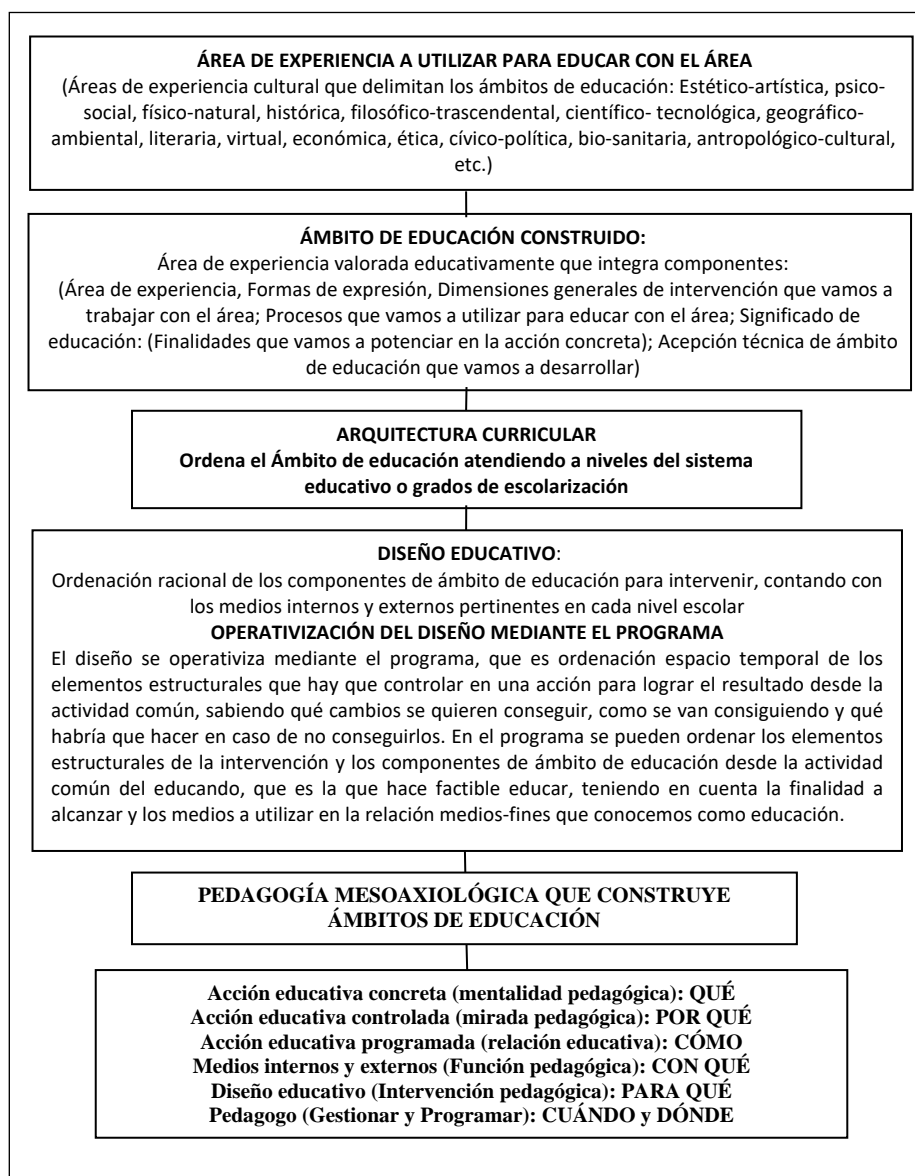 ÁREA DE EXPERIENCIA A UTILIZAR PARA EDUCAR CON EL ÁREA
(Áreas de experiencia cultural que delimitan los ámbitos de educación: Estético-artística, psico-
social, físico-natural, histórica, filosófico-trascendental, científico- tecnológica, geográfico-
ambiental, literaria, virtual, económica, ética, cívico-política, bio-sanitaria, antropológico-cultural,
etc.)
ÁMBITO DE EDUCACIÓN CONSTRUIDO:
Área de experiencia valorada educativamente que integra componentes:
(Área de experiencia, Formas de expresión, Dimensiones generales de intervención que vamos a
trabajar con el área; Procesos que vamos a utilizar para educar con el área; Significado de
educación: (Finalidades que vamos a potenciar en la acción concreta); Acepción técnica de ámbito
de educación que vamos a desarrollar)
ARQUITECTURA CURRICULAR
Ordena el Ámbito de educación atendiendo a niveles del sistema
educativo o grados de escolarización
DISEÑO EDUCATIVO:
Ordenación racional de los componentes de ámbito de educación para intervenir, contando con
los medios internos y externos pertinentes en cada nivel escolar
OPERATIVIZACIÓN DEL DISEÑO MEDIANTE EL PROGRAMA
El diseño se operativiza mediante el programa, que es ordenación espacio temporal de los
elementos estructurales que hay que controlar en una acción para lograr el resultado desde la
actividad común, sabiendo qué cambios se quieren conseguir, como se van consiguiendo y qué
habría que hacer en caso de no conseguirlos. En el programa se pueden ordenar los elementos
estructurales de la intervención y los componentes de ámbito de educación desde la actividad
común del educando, que es la que hace factible educar, teniendo en cuenta la finalidad a
alcanzar y los medios a utilizar en la relación medios-fines que conocemos como educación.
PEDAGOGÍA MESOAXIOLÓGICA QUE CONSTRUYE
ÁMBITOS DE EDUCACIÓN
Acción educativa concreta (mentalidad pedagógica): QUÉ
Acción educativa controlada (mirada pedagógica): POR QUÉ
Acción educativa programada (relación educativa): CÓMO
Medios internos y externos (Función pedagógica): CON QUÉ
Diseño educativo (Intervención pedagógica): PARA QUÉ
Pedagogo (Gestionar y Programar): CUÁNDO y DÓNDE